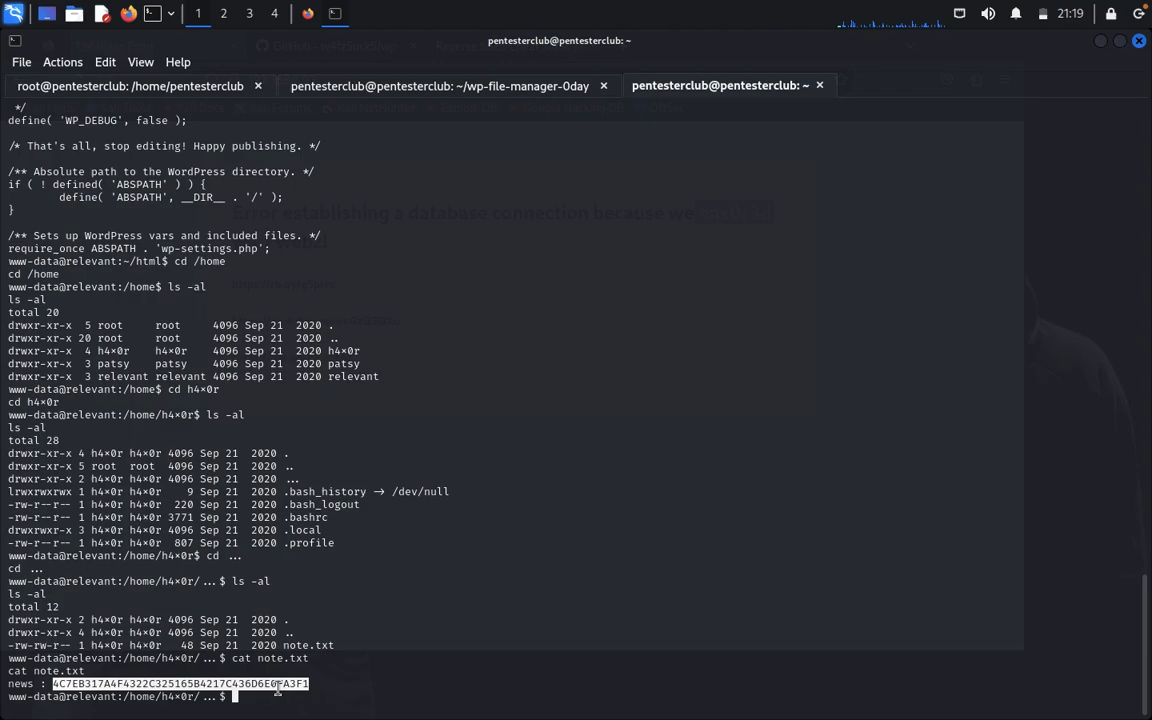 1 2 3 4 21:19
pentesterclub@pentesterclub: ~
File Actions Edit View Help
root@pentesterclub: /home/pentesterclub × pentesterclub@pentesterclub: ~/wp-file-manager-0day × pentesterclub@pentesterclub: ~ ×
*/
define( 'WP_DEBUG', false );
/* That's all, stop editing! Happy publishing. */
/** Absolute path to the WordPress directory. */
if ( ! defined( 'ABSPATH' ) ) {
define( 'ABSPATH', __DIR__ . '/' );
}
Error establishing a database connection because we
/** Sets up WordPress vars and included files. */
require_once ABSPATH . 'wp-settings.php';
www-data@relevant:~/html$ cd /home
cd /home
www-data@relevant:/home$ ls -al
ls -al
total 20
drwxr-xr-x 5 root root 4096 Sep 21 2020 .
drwxr-xr-x 20 root root 4096 Sep 21 2020 ..
drwxr-xr-x 4 h4×0r h4×0r 4096 Sep 21 2020 h4×0r
drwxr-xr-x 3 patsy patsy 4096 Sep 21 2020 patsy
drwxr-xr-x 3 relevant relevant 4096 Sep 21 2020 relevant
www-data@relevant:/home$ cd h4×0r
cd h4×0r
www-data@relevant:/home/h4×0r$ ls -al
ls -al
total 28
drwxr-xr-x 4 h4×0r h4×0r 4096 Sep 21 2020 .
drwxr-xr-x 5 root root 4096 Sep 21 2020 ..
drwxr-xr-x 2 h4×0r h4×0r 4096 Sep 21 2020 ...
lrwxrwxrwx 1 h4×0r h4×0r 9 Sep 21 2020 .bash_history → /dev/null
-rw-r--r-- 1 h4×0r h4×0r 220 Sep 21 2020 .bash_logout
-rw-r--r-- 1 h4×0r h4×0r 3771 Sep 21 2020 .bashrc
drwxrwxr-x 3 h4×0r h4×0r 4096 Sep 21 2020 .local
-rw-r--r-- 1 h4×0r h4×0r 807 Sep 21 2020 .profile
www-data@relevant:/home/h4×0r$ cd ...
cd ...
www-data@relevant:/home/h4×0r/...$ ls -al
ls -al
total 12
drwxr-xr-x 2 h4×0r h4×0r 4096 Sep 21 2020 .
drwxr-xr-x 4 h4×0r h4×0r 4096 Sep 21 2020 ..
-rw-rw-r-- 1 h4×0r h4×0r 48 Sep 21 2020 note.txt
www-data@relevant:/home/h4×0r/...$ cat note.txt
cat note.txt
news :
www-data@relevant:/home/h4×0r/...$